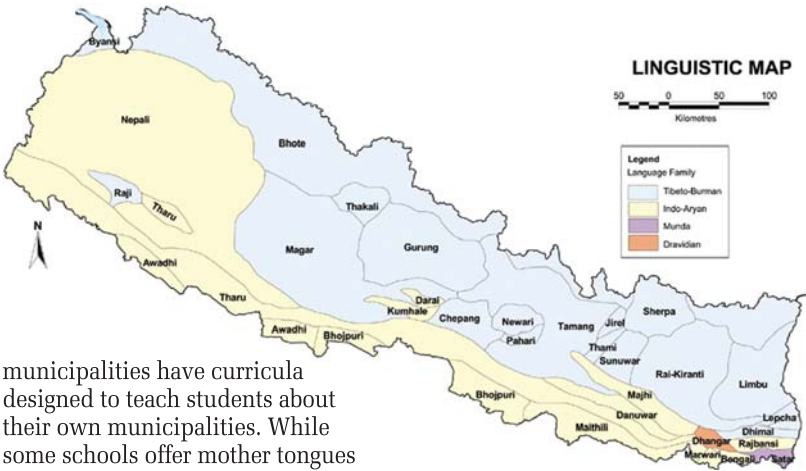 LINGUISTIC MAP
50 0 50 100
Kilometres
Legend
Language Family
Tibeto-Burman
Indo-Aryan
Munda
Dravidian
N
Byansi
Nepali
Bhote
Raji
Tharu
Thakali
Magar
Gurung
Awadhi
Tharu
Darai
Kumhale
Chepang
Newari
Pahari
Tamang
Jirel
Sherpa
Thami
Sunuwar
Rai-Kiranti
Limbu
Awadhi
Bhojpuri
Bhojpuri
Majhi
Danuwar
Maithili
Lepcha
Dhimal
Dhangar
Rajbansi
Marwari
Bengali
Satar
municipalities have curricula
designed to teach students about
their own municipalities. While
some schools offer mother tongues